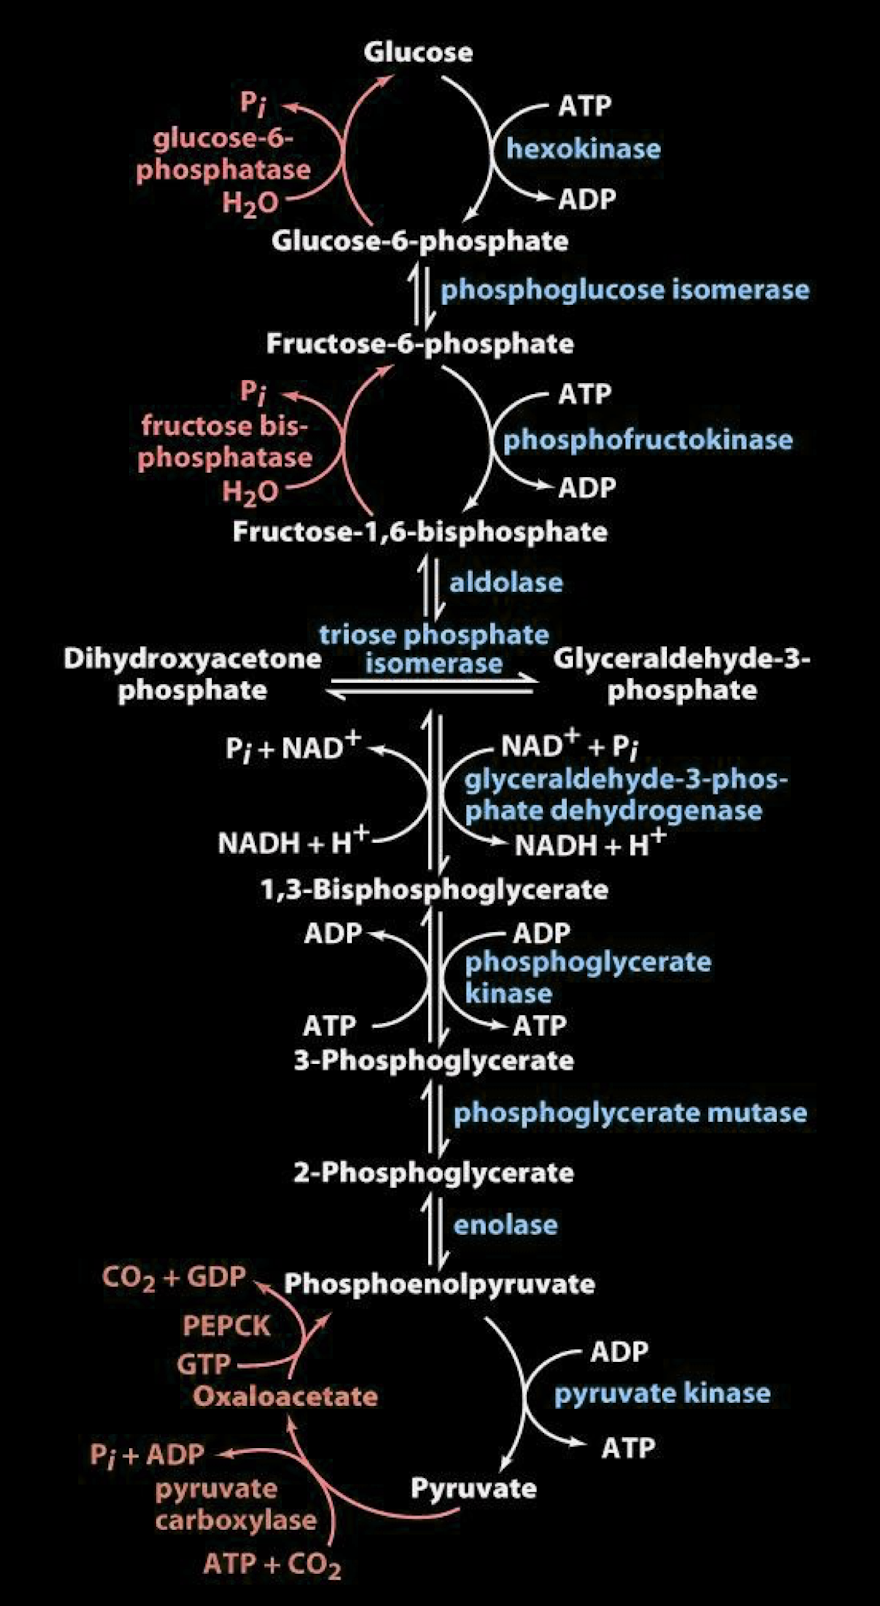 Glucose
Pi
ATP
glucose-6-
phosphatase
hexokinase
H2O
ADP
Glucose-6-phosphate
phosphoglucose isomerase
Fructose-6-phosphate
Pi
ATP
fructose bis-
phosphatase
phosphofructokinase
H2O
ADP
Fructose-1,6-bisphosphate
aldolase
triose phosphate
isomerase
Dihydroxyacetone
phosphate
Glyceraldehyde-3-
phosphate
Pi + NAD+
NAD+ + Pi
glyceraldehyde-3-phos-
phate dehydrogenase
NADH + H+
NADH + H+
1,3-Bisphosphoglycerate
ADP
ADP
phosphoglycerate
kinase
ATP
ATP
3-Phosphoglycerate
phosphoglycerate mutase
2-Phosphoglycerate
enolase
CO2 + GDP
Phosphoenolpyruvate
PEPCK
GTP
ADP
Oxaloacetate
pyruvate kinase
Pi + ADP
ATP
pyruvate
carboxylase
Pyruvate
ATP + CO2